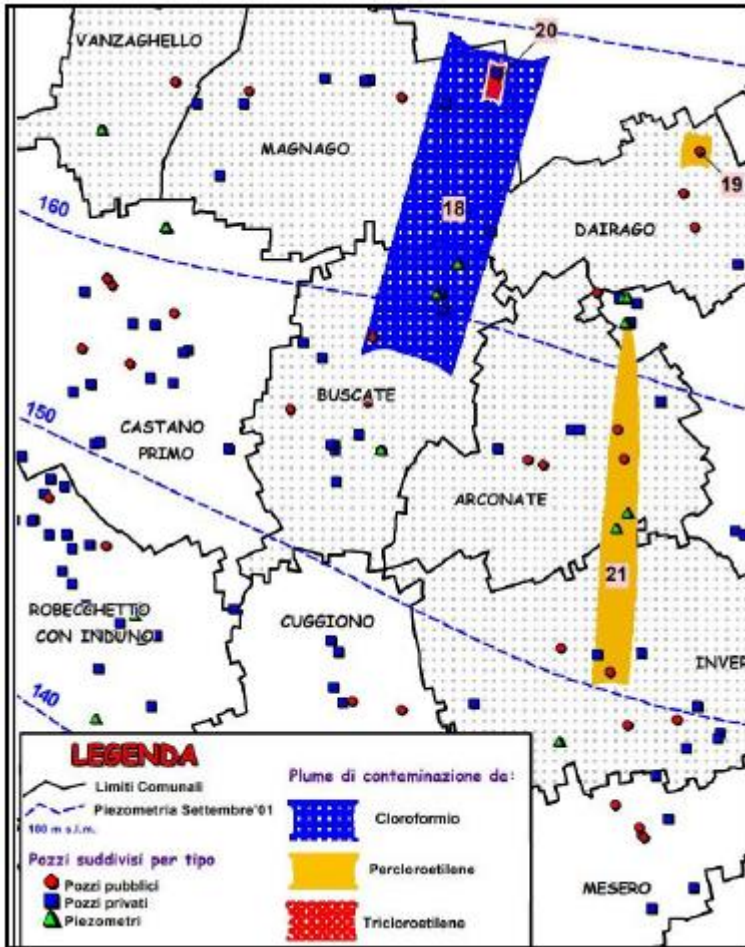 VANZAGHELLO
20
MAGNAGO
19
18
160
DAIRAGO
BUSCATE
150
CASTANO
PRIMO
ARCONATE
21
ROBECCHETTO
CON INDUNO
CUGGIONO
INVER
140
MESERO
LEGENDA
Limiti Comunali
Piezometria Settembre'01
100 m s.l.m.
Pozzi suddivisi per tipo
Pozzi pubblici
Pozzi privati
Piezometri
Plume di contaminazione da:
Cloroformio
Percloroetilene
Tricloroetilene